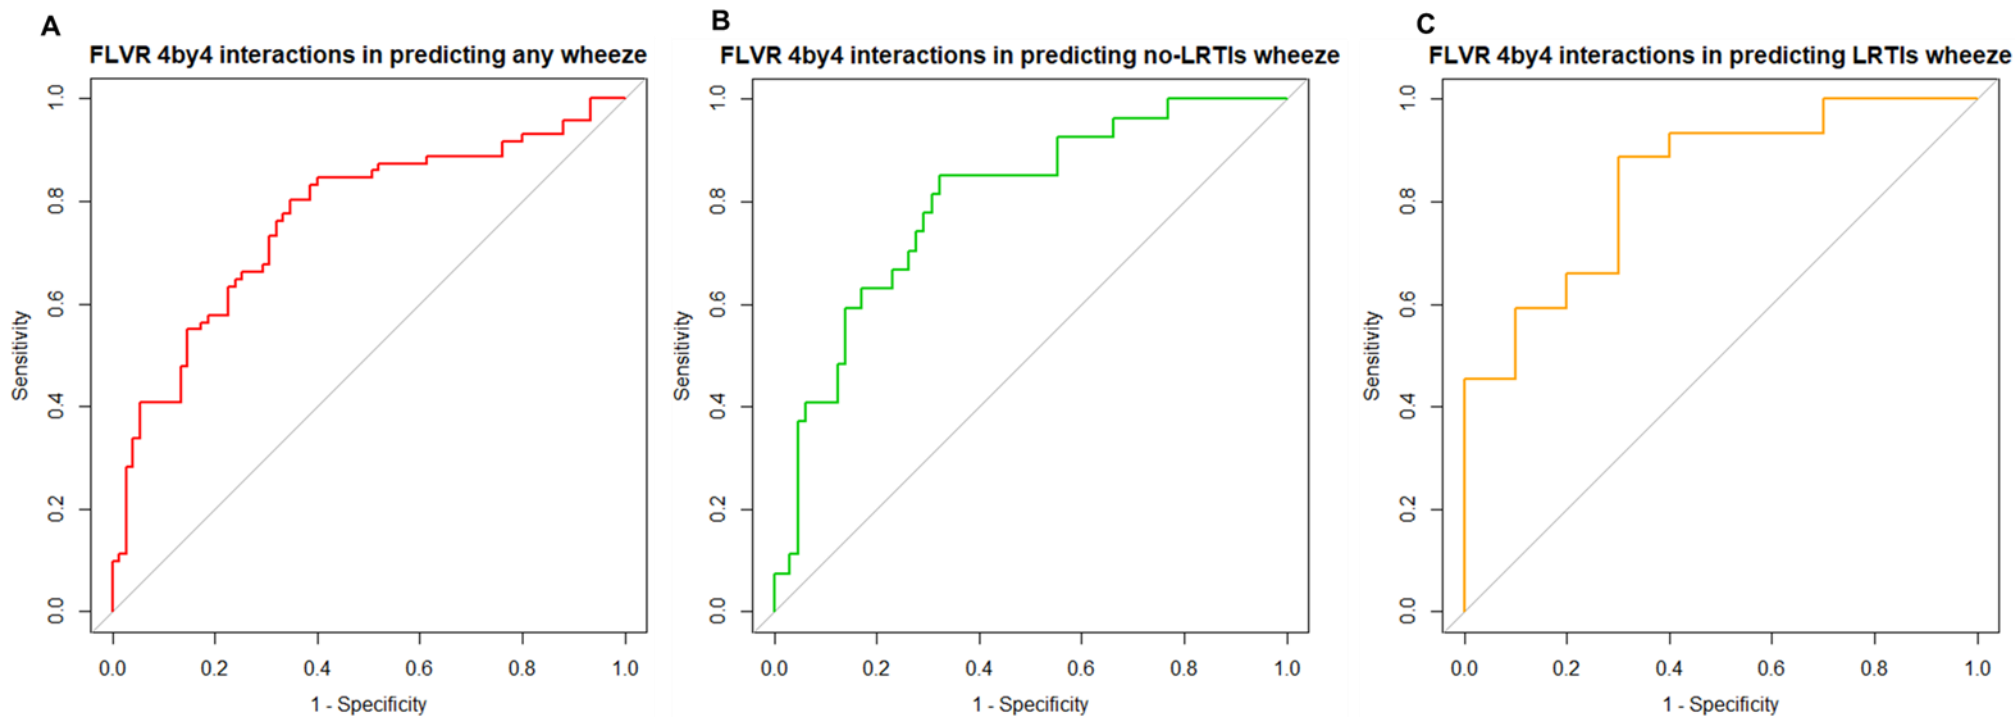 A
FLVR 4by4 interactions in predicting any wheeze
1.0
0.8
0.6
0.4
0.2
0.0
Sensitivity
0.0 0.2 0.4 0.6 0.8 1.0
1 - Specificity
B
FLVR 4by4 interactions in predicting no-LRTIs wheeze
1.0
0.8
0.6
0.4
0.2
0.0
Sensitivity
0.0 0.2 0.4 0.6 0.8 1.0
1 - Specificity
C
FLVR 4by4 interactions in predicting LRTIs wheeze
1.0
0.8
0.6
0.4
0.2
0.0
Sensitivity
0.0 0.2 0.4 0.6 0.8 1.0
1 - Specificity